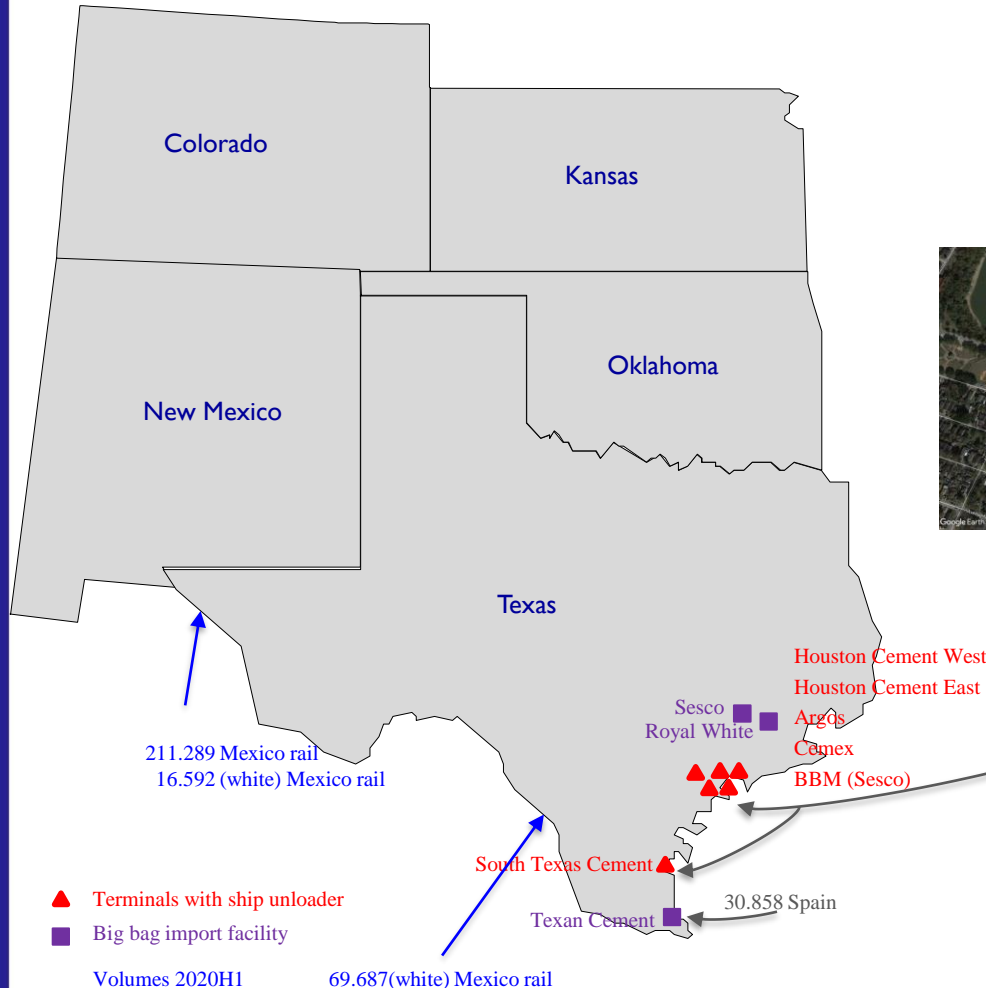 Colorado
Kansas
Oklahoma
New Mexico
Google Earth
Texas
Houston Cement West
Houston Cement East
Sesco
Royal White
Argos
Cemex
BBM (Sesco)
211.289 Mexico rail
16.592 (white) Mexico rail
South Texas Cement
Terminals with ship unloader
30.858 Spain
Texan Cement
Big bag import facility
Volumes 2020H1
69.687(white) Mexico rail